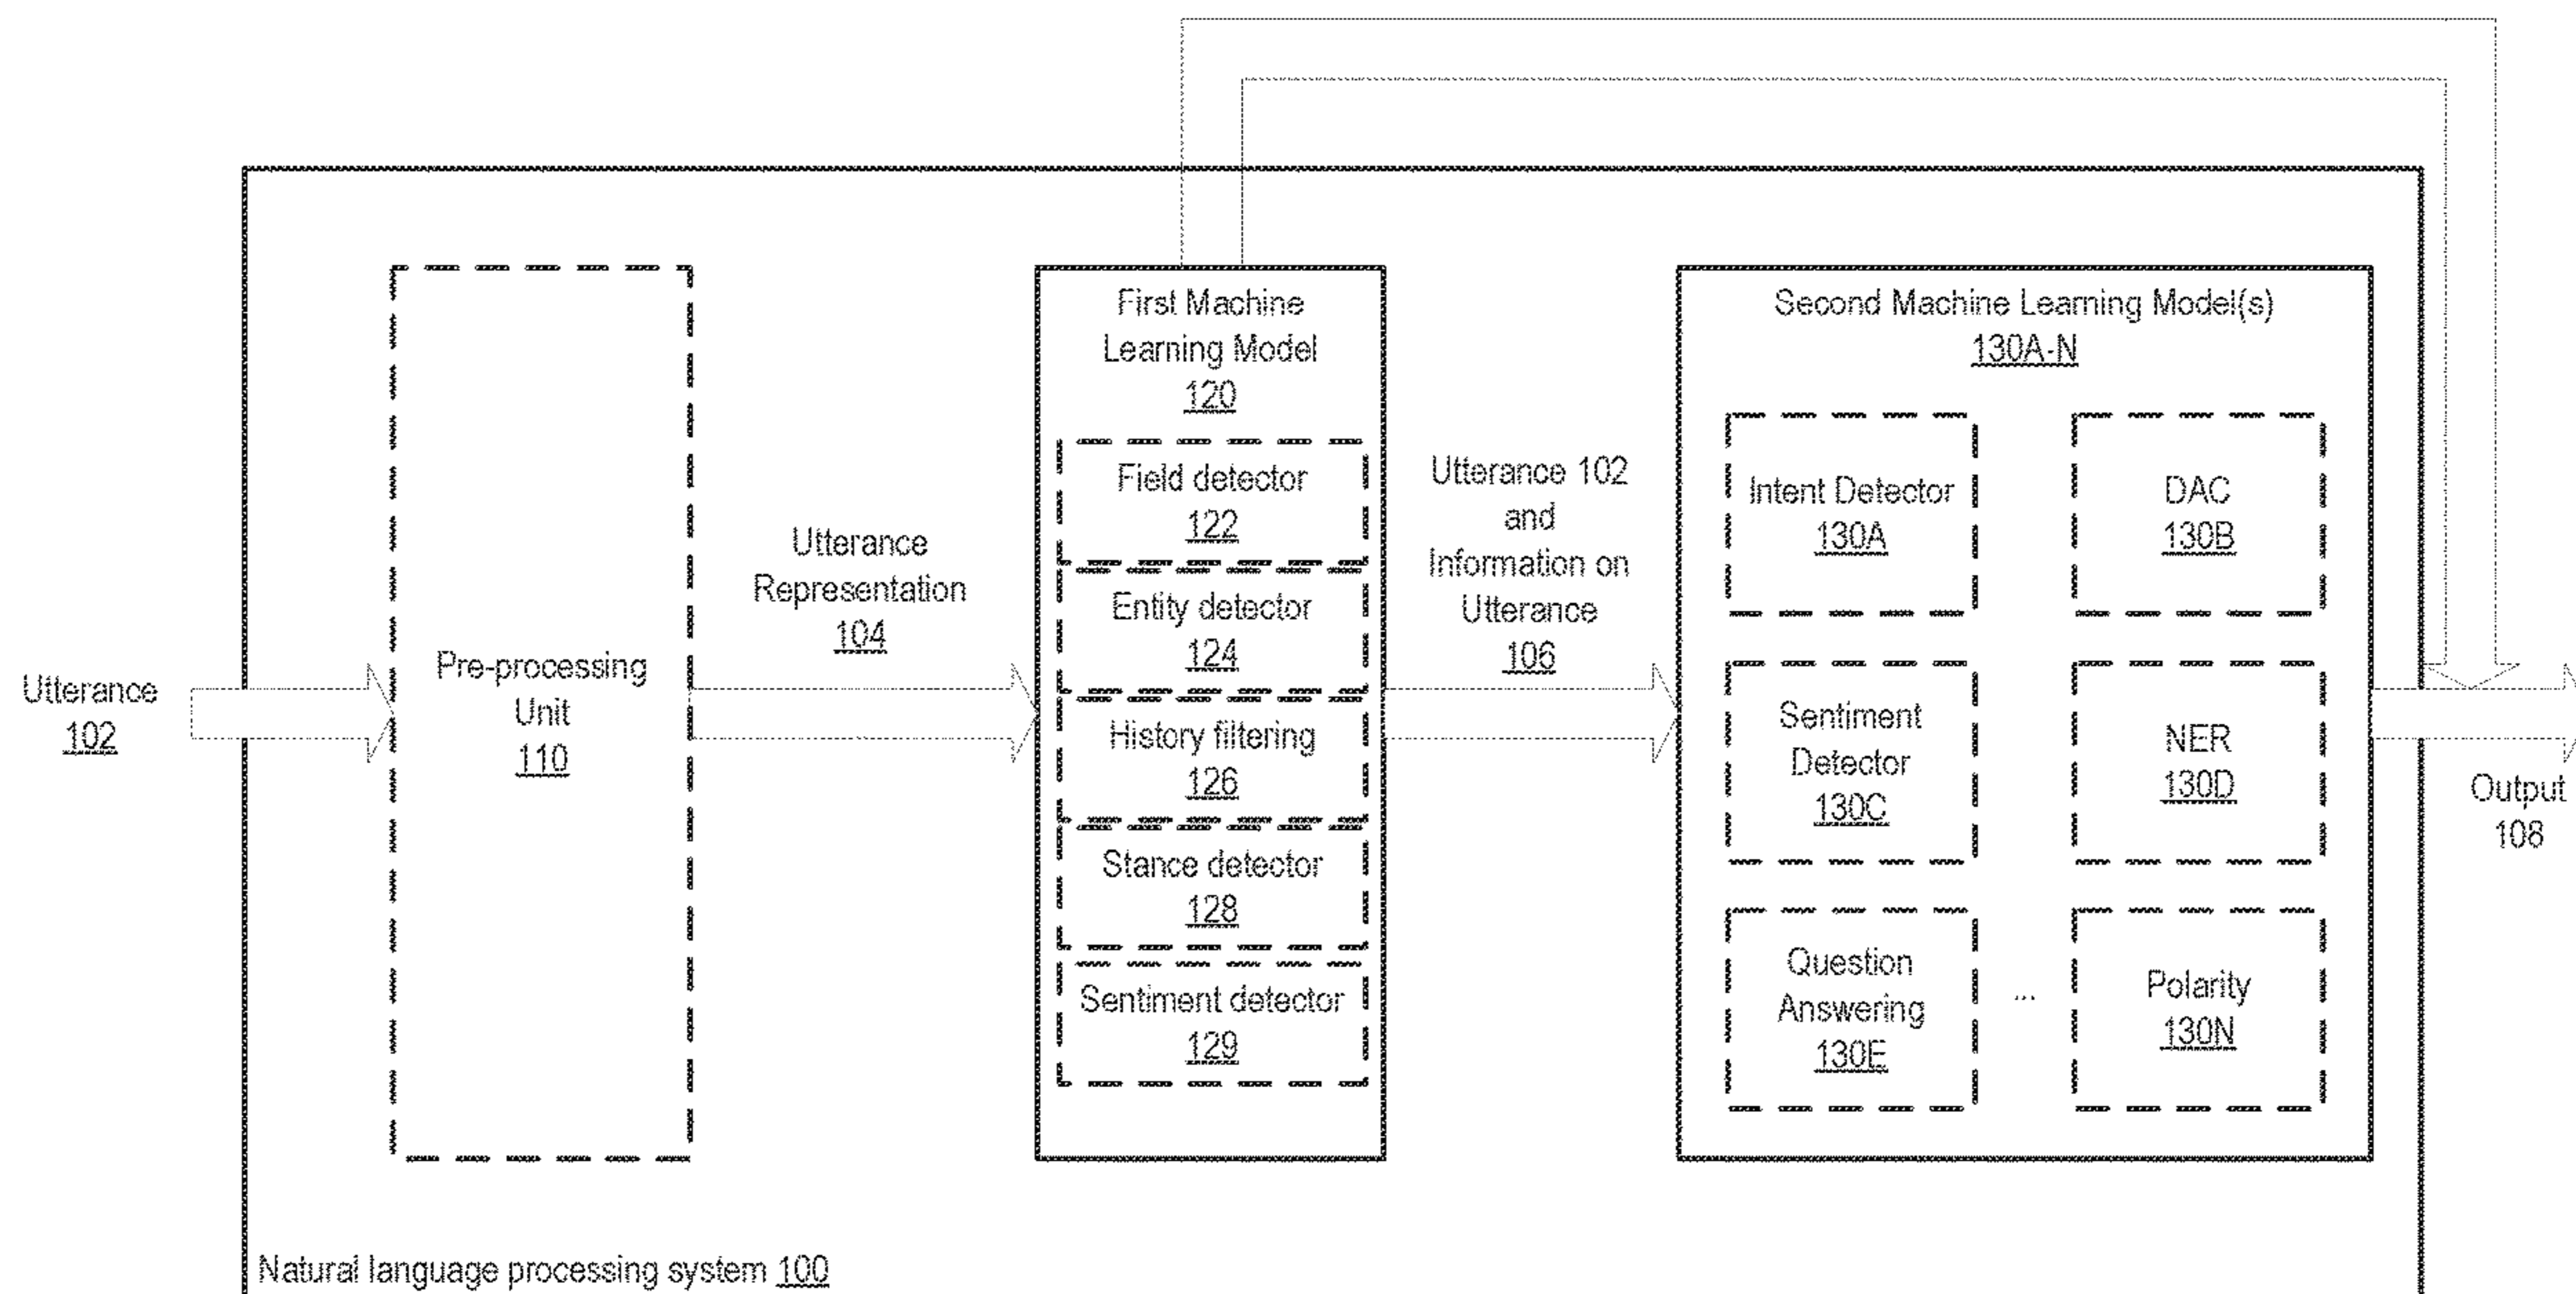 Utterance
102
Pre-processing
Unit
110
Utterance
Representation
104
First Machine
Learning Model
120
Field detector
122
Entity detector
124
History filtering
126
Stance detector
128
Sentiment detector
129
Utterance 102
and
Information on
Utterance
106
Second Machine Learning Model(s)
130A-N
Intent Detector
130A
DAC
130B
Sentiment
Detector
130C
NER
130D
Question
Answering
130E
...
Polarity
130N
Output
108
Natural language processing system 100